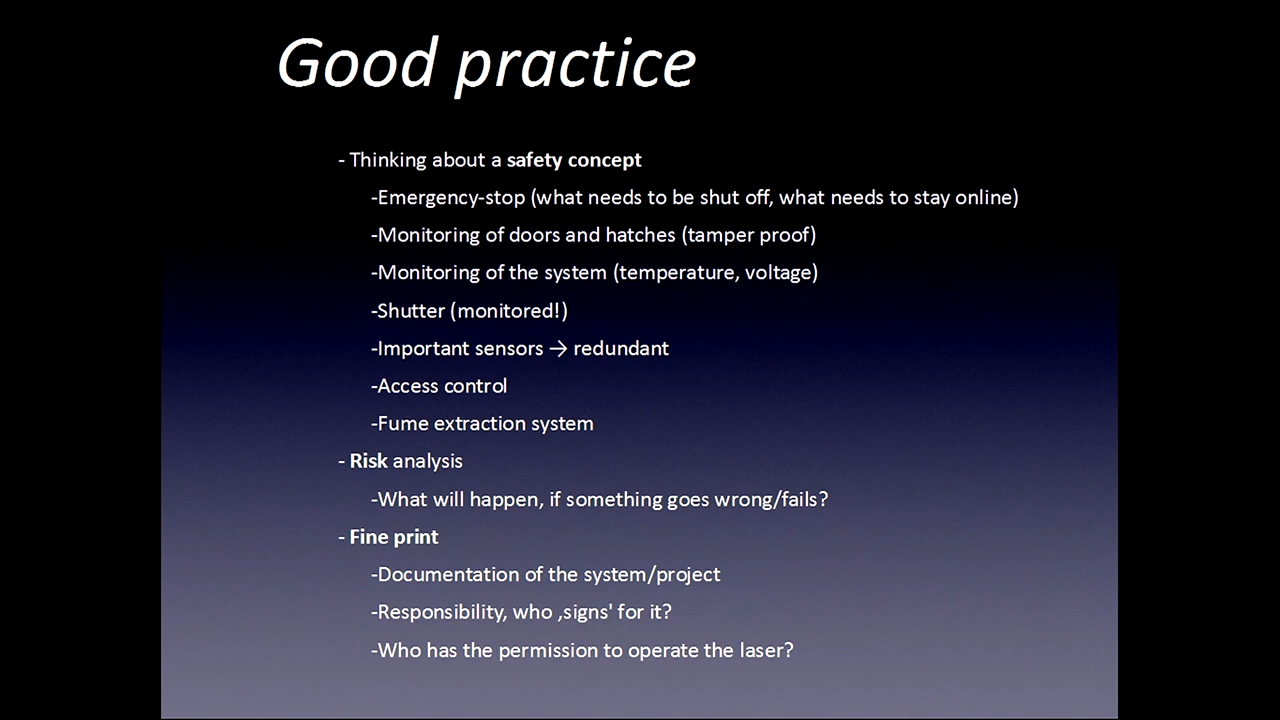 Good practice
- Thinking about a safety concept
-Emergency-stop (what needs to be shut off, what needs to stay online)
-Monitoring of doors and hatches (tamper proof)
-Monitoring of the system (temperature, voltage)
-Shutter (monitored!)
-Important sensors → redundant
-Access control
-Fume extraction system
- Risk analysis
-What will happen, if something goes wrong/fails?
- Fine print
-Documentation of the system/project
-Responsibility, who ‚signs' for it?
-Who has the permission to operate the laser?